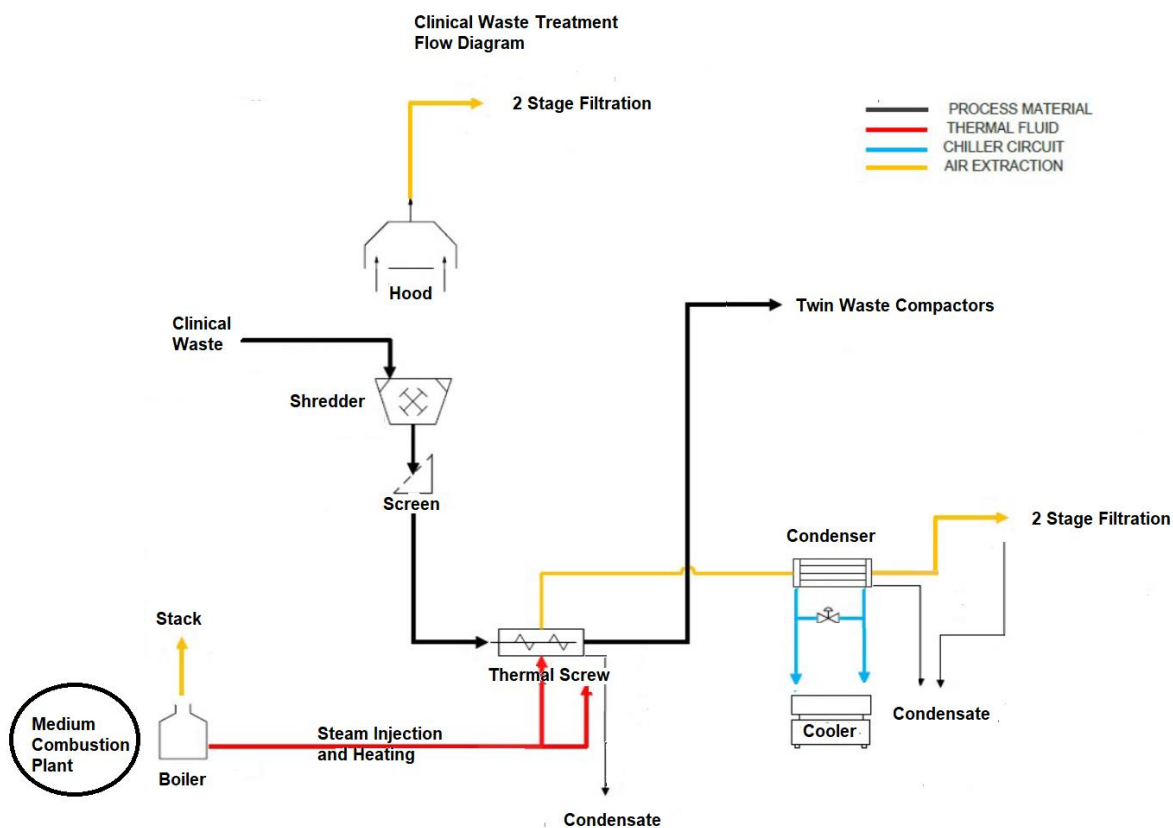 Clinical Waste Treatment
Flow Diagram
2 Stage Filtration
PROCESS MATERIAL
THERMAL FLUID
CHILLER CIRCUIT
AIR EXTRACTION
Hood
Twin Waste Compactors
Clinical
Waste
Shredder
Screen
2 Stage Filtration
Condenser
Stack
Thermal Screw
Medium
Combustion
Plant
Boiler
Steam Injection
and Heating
Cooler
Condensate
Condensate